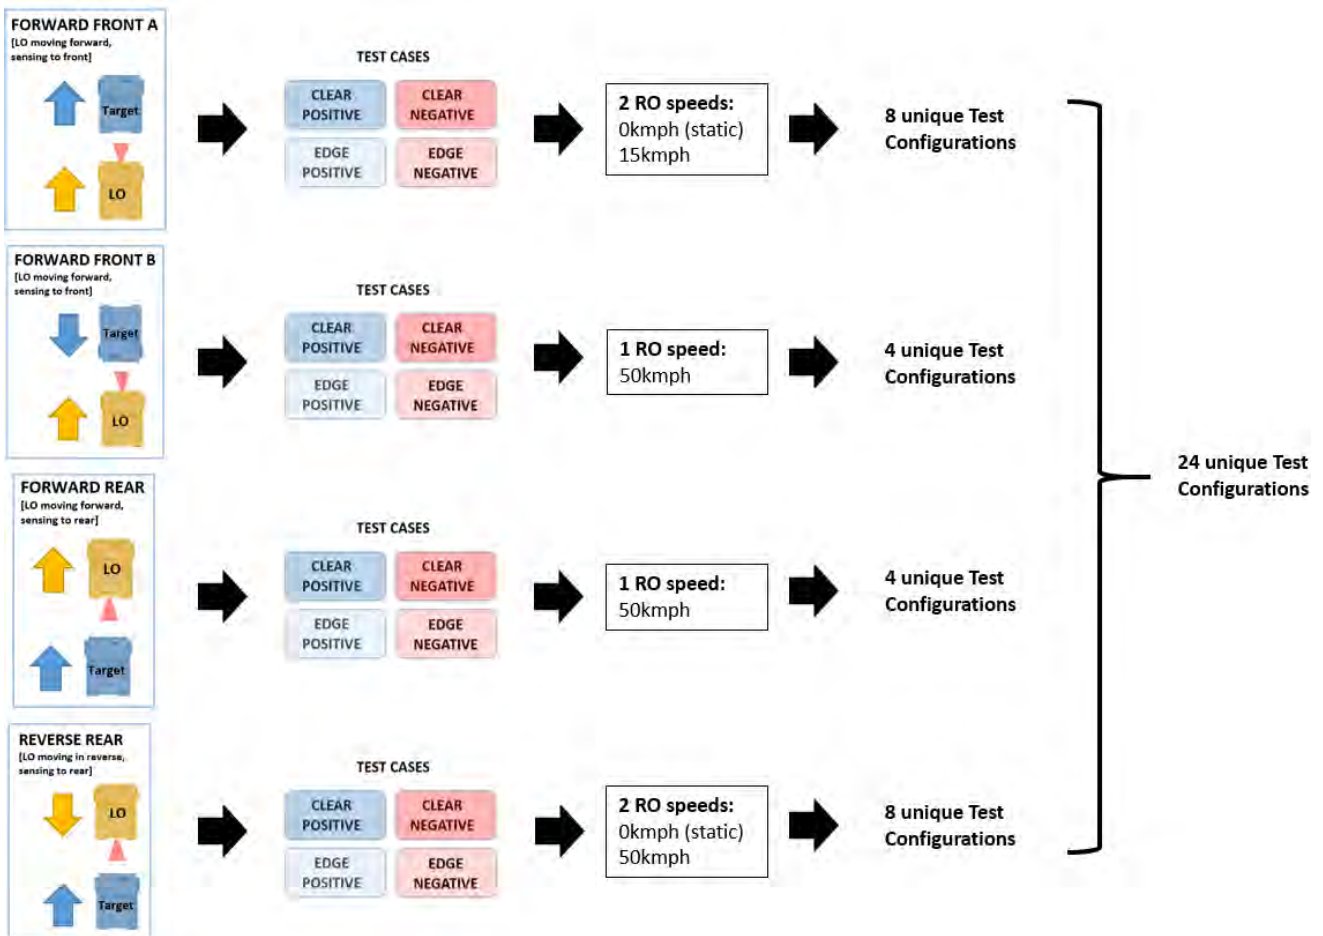 FORWARD FRONT A
[LO moving forward,
sensing to front]
Target
LO
TEST CASES
CLEAR
POSITIVE
CLEAR
NEGATIVE
EDGE
POSITIVE
EDGE
NEGATIVE
2 RO speeds:
0kmph (static)
15kmph
8 unique Test
Configurations
FORWARD FRONT B
[LO moving forward,
sensing to front]
Target
LO
TEST CASES
CLEAR
POSITIVE
CLEAR
NEGATIVE
EDGE
POSITIVE
EDGE
NEGATIVE
1 RO speed:
50kmph
4 unique Test
Configurations
FORWARD REAR
[LO moving forward,
sensing to rear]
LO
Target
TEST CASES
CLEAR
POSITIVE
CLEAR
NEGATIVE
EDGE
POSITIVE
EDGE
NEGATIVE
1 RO speed:
50kmph
4 unique Test
Configurations
REVERSE REAR
[LO moving in reverse,
sensing to rear]
LO
Target
TEST CASES
CLEAR
POSITIVE
CLEAR
NEGATIVE
EDGE
POSITIVE
EDGE
NEGATIVE
2 RO speeds:
0kmph (static)
50kmph
8 unique Test
Configurations
24 unique Test
Configurations